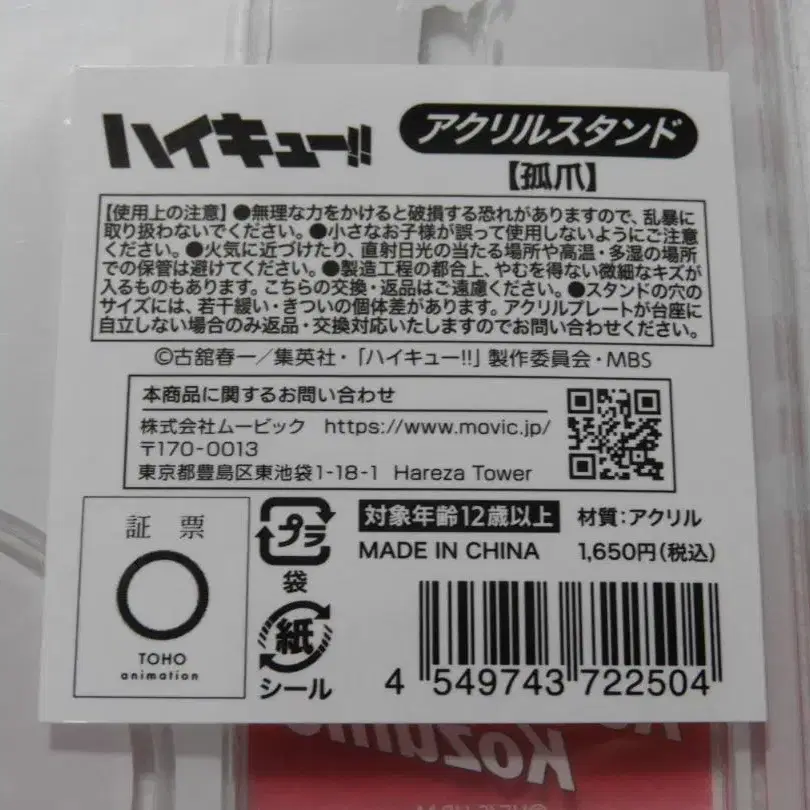 ハイキュー!!
アクリルスタンド
【孤爪】
【使用上の注意】●無理な力をかけると破損する恐れがありますので、乱暴に
取り扱わないでください。●小さなお子様が誤って使用しないようにご注意
ください。●火気に近づけたり、直射日光の当たる場所や高温・多湿の場所
での保管は避けてください。●製造工程の都合上、やむを得ない微細なキズが
入るものもあります。こちらの交換・返品はご遠慮ください。●スタンドの穴の
サイズには、若干緩い・きついの個体差があります。アクリルプレートが台座に
自立しない場合のみ返品・交換対応いたしますのでお問い合わせください。
©古舘春一／集英社・「ハイキュー!!」製作委員会・MBS
本商品に関するお問い合わせ
株式会社ムービック https://www.movic.jp/
〒170-0013
東京都豊島区東池袋1-18-1 Hareza Tower
証票
TOHO
animation
プラ
袋
紙
シール
対象年齢12歳以上
材質：アクリル
MADE IN CHINA
1,650円(税込)
4 549743 722504
Kozume